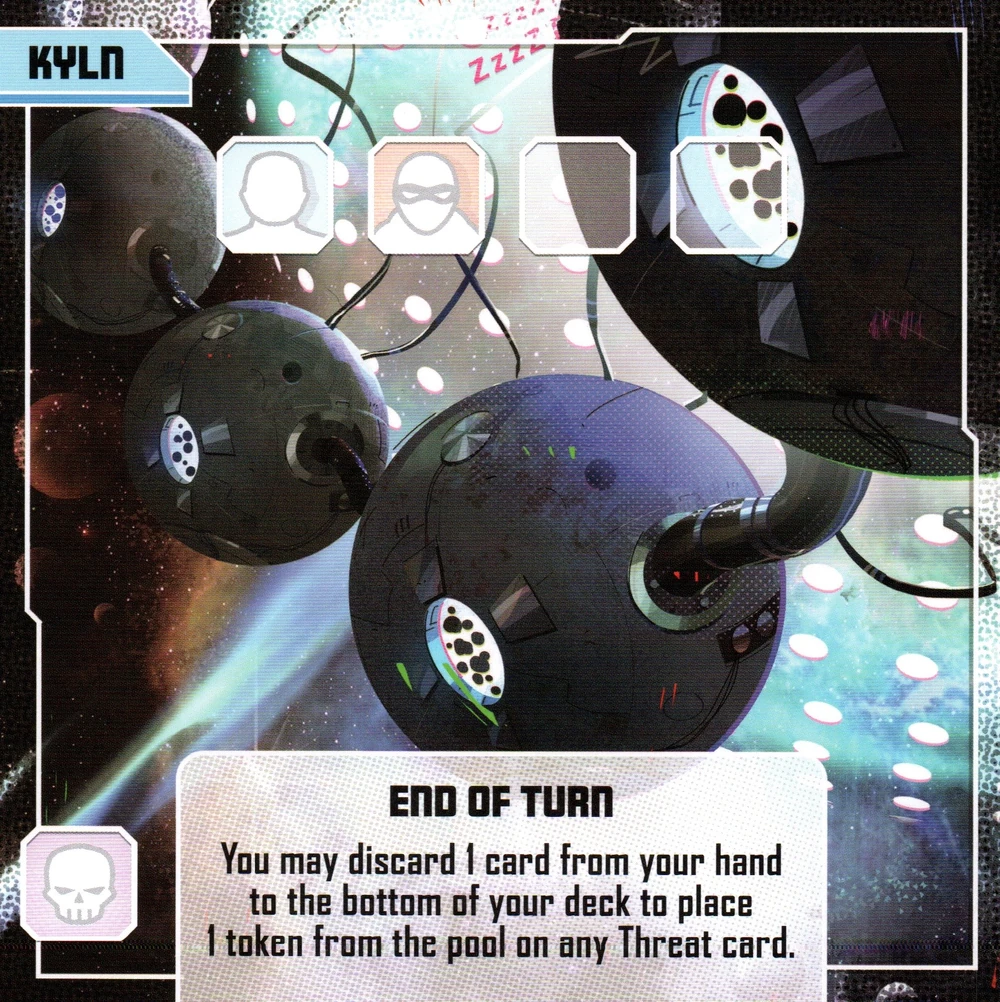 zzzz
zzzz
KYLN
END OF TURN
You may discard 1 card from your hand
to the bottom of your deck to place
1 token from the pool on any Threat card.